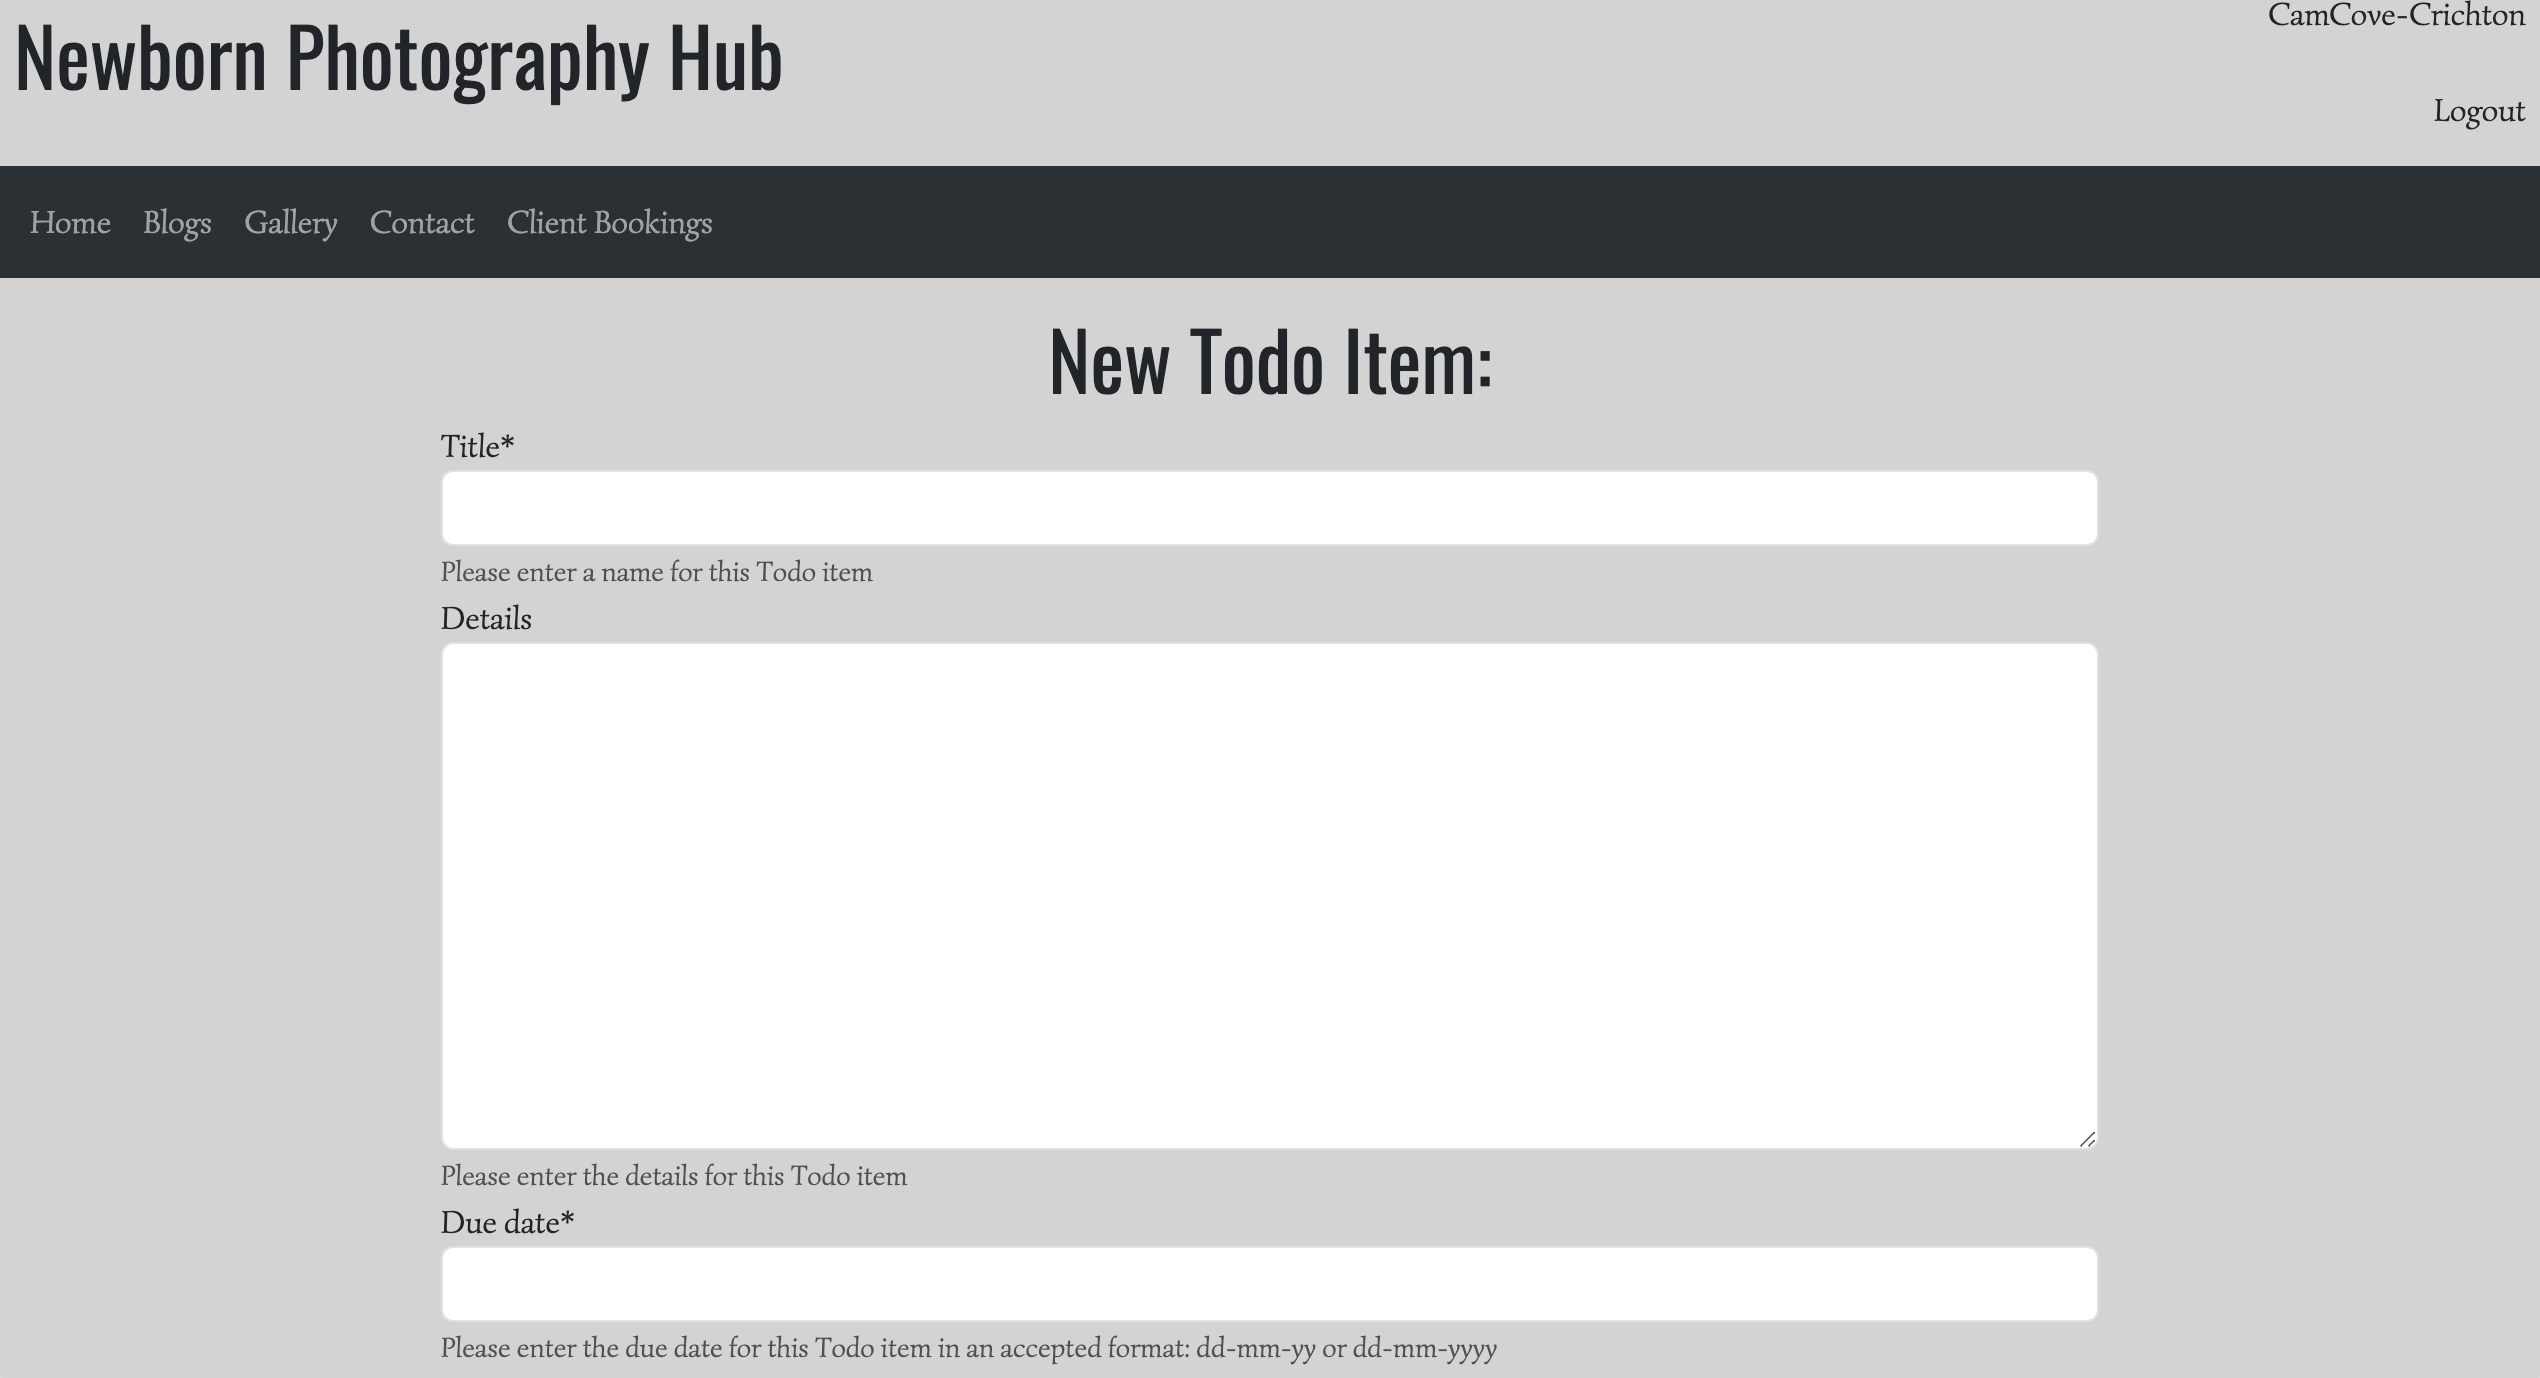 Newborn Photography Hub
CamCove-Crichton
Logout
Home Blogs Gallery Contact Client Bookings
New Todo Item:
Title*
Please enter a name for this Todo item
Details
Please enter the details for this Todo item
Due date*
Please enter the due date for this Todo item in an accepted format: dd-mm-yy or dd-mm-yyyy